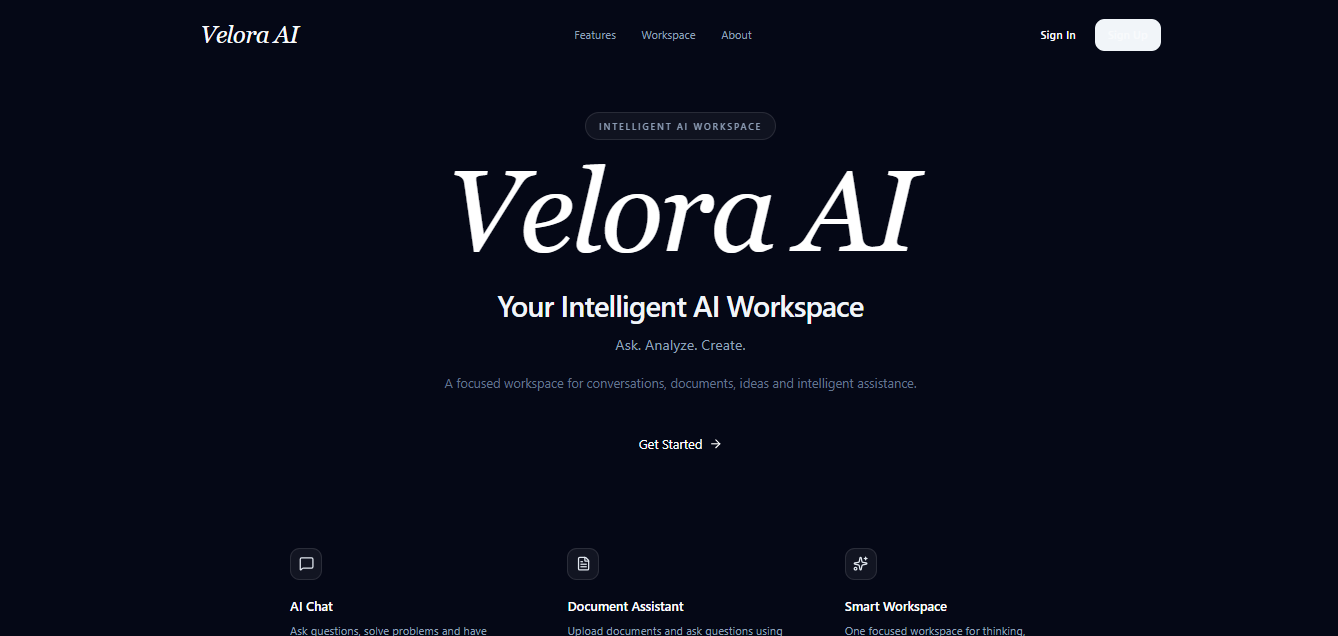 Velora AI
Features
Workspace
About
Sign In
INTELLIGENT AI WORKSPACE
Velora AI
Your Intelligent AI Workspace
Ask. Analyze. Create.
A focused workspace for conversations, documents, ideas and intelligent assistance.
Get Started →
AI Chat
Ask questions, solve problems and have
Document Assistant
Upload documents and ask questions using
Smart Workspace
One focused workspace for thinking,